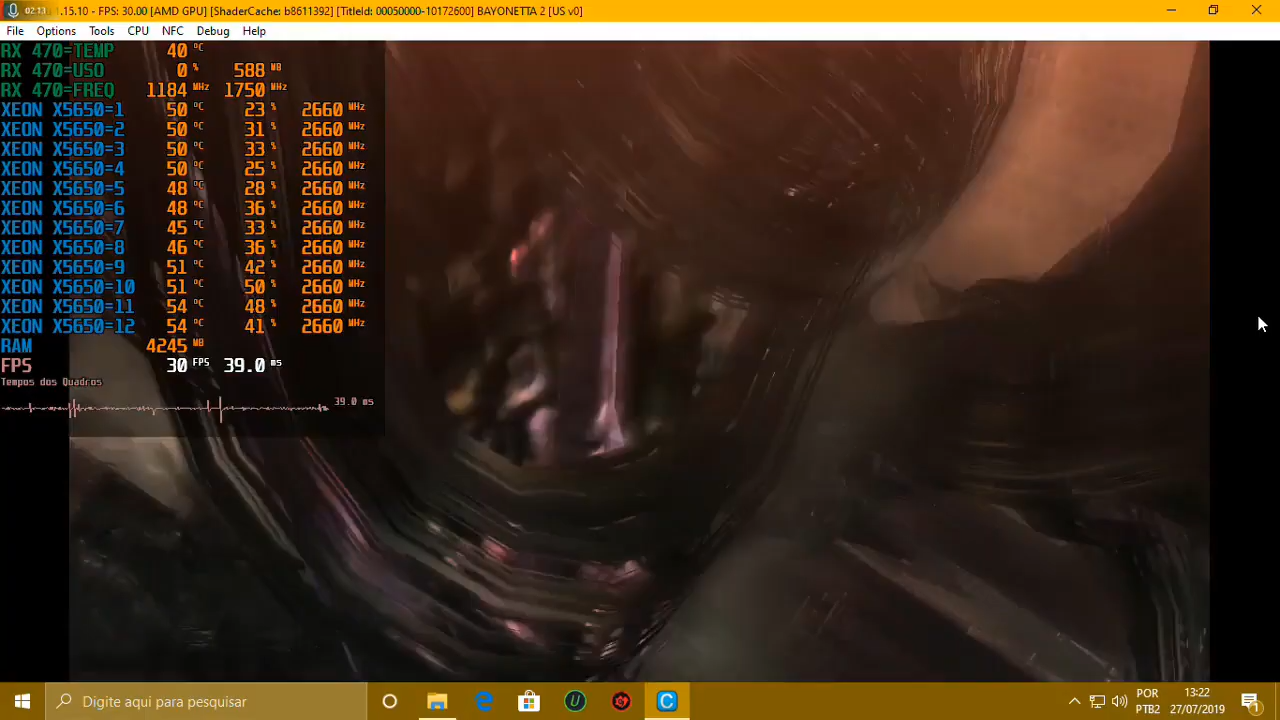 02:13 1.15.10 - FPS: 30.00 [AMD GPU] [ShaderCache: b8611392] [TitleId: 00050000-10172600] BAYONETTA 2 [US v0]
File Options Tools CPU NFC Debug Help
RX 470=TEMP 40 °C
RX 470=USO 0 % 588 MB
RX 470=FREQ 1184 MHz 1750 MHz
XEON X5650=1 50 °C 23 % 2660 MHz
XEON X5650=2 50 °C 31 % 2660 MHz
XEON X5650=3 50 °C 33 % 2660 MHz
XEON X5650=4 50 °C 25 % 2660 MHz
XEON X5650=5 48 °C 28 % 2660 MHz
XEON X5650=6 48 °C 36 % 2660 MHz
XEON X5650=7 45 °C 33 % 2660 MHz
XEON X5650=8 46 °C 36 % 2660 MHz
XEON X5650=9 51 °C 42 % 2660 MHz
XEON X5650=10 51 °C 50 % 2660 MHz
XEON X5650=11 54 °C 48 % 2660 MHz
XEON X5650=12 54 °C 41 % 2660 MHz
RAM 4245 MB
FPS 30 FPS 39.0 ms
Tempos dos Quadros
39.0 ms
Digite aqui para pesquisar
POR 13:22
PTB2 27/07/2019